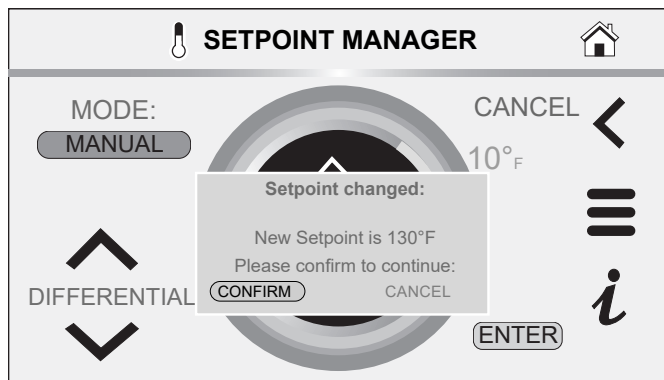 SETPOINT MANAGER
MODE:
MANUAL
CANCEL
10°F
Setpoint changed:
New Setpoint is 130°F
Please confirm to continue:
CONFIRM CANCEL
DIFFERENTIAL
ENTER
i